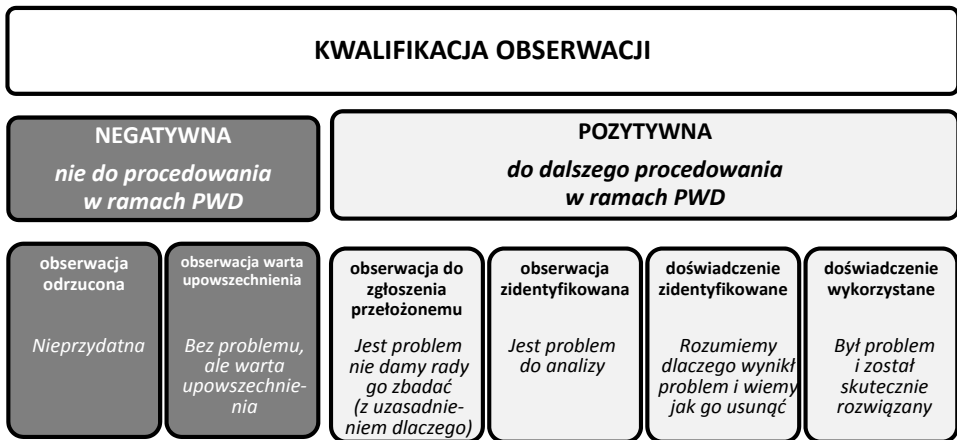 KWALIFIKACJA OBSERWACJI
NEGATYWNA
nie do procedowania
w ramach PWD
POZYTYWNA
do dalszego procedowania
w ramach PWD
obserwacja
odrzucona
Nieprzydatna
obserwacja warta
upowszechnienia
Bez problemu,
ale warta
upowszechnie-
nia
obserwacja do
zgłoszenia
przełożonemu
Jest problem
nie damy rady
go zbadać
(z uzasadnie-
niem dlaczego)
obserwacja
zidentyfikowana
Jest problem
do analizy
doświadczenie
zidentyfikowane
Rozumiemy
dlaczego wynikł
problem i wiemy
jak go usunąć
doświadczenie
wykorzystane
Był problem
i został
skutecznie
rozwiązany